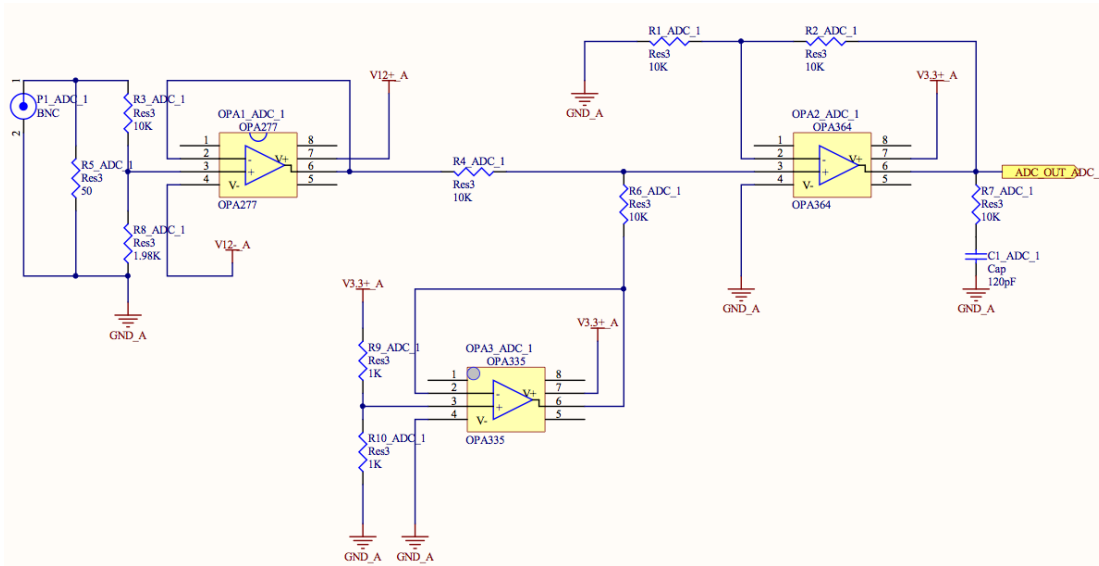 R1_ADC_1
Res3
10K
GND_A
R2_ADC_1
Res3
10K
V3.3+_A
1
P1_ADC_1
BNC
2
R3_ADC_1
Res3
10K
R5_ADC_1
Res3
50
R8_ADC_1
Res3
1.98K
GND_A
V12+_A
OPA1_ADC_1
OPA277
1
2
3
4
-
+
V-
V+
8
7
6
5
OPA277
V12-_A
R4_ADC_1
Res3
10K
R6_ADC_1
Res3
10K
OPA2_ADC_1
OPA364
1
2
3
4
-
+
V-
V+
8
7
6
5
OPA364
GND_A
ADC_OUT_ADC_
R7_ADC_1
Res3
10K
C1_ADC_1
Cap
120pF
GND_A
V3.3+_A
R9_ADC_1
Res3
1K
R10_ADC_1
Res3
1K
GND_A
V3.3+_A
OPA3_ADC_1
OPA335
1
2
3
4
-
+
V-
V+
8
7
6
5
OPA335
GND_A